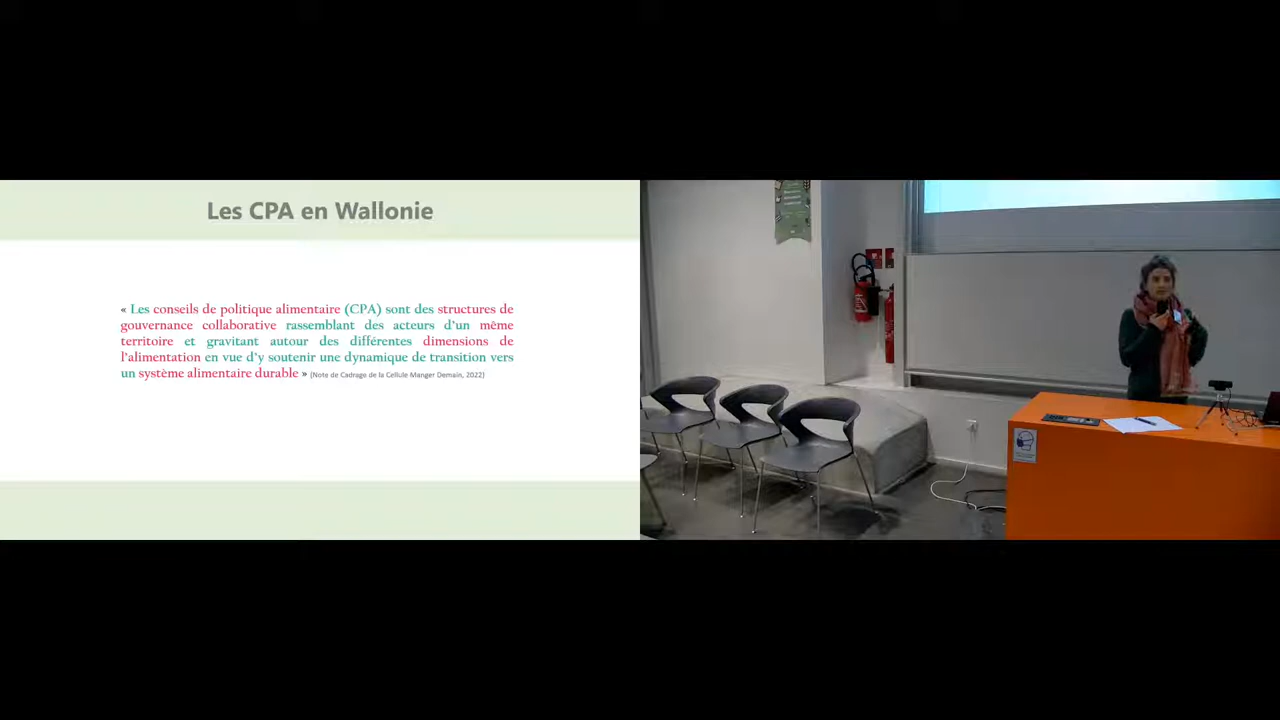 Les CPA en Wallonie
« Les conseils de politique alimentaire (CPA) sont des structures de
gouvernance collaborative rassemblant des acteurs d'un même
territoire et gravitant autour des différentes dimensions de
l'alimentation en vue d'y soutenir une dynamique de transition vers
un système alimentaire durable » (Note de Cadrage de la Cellule Manger Demain, 2022)